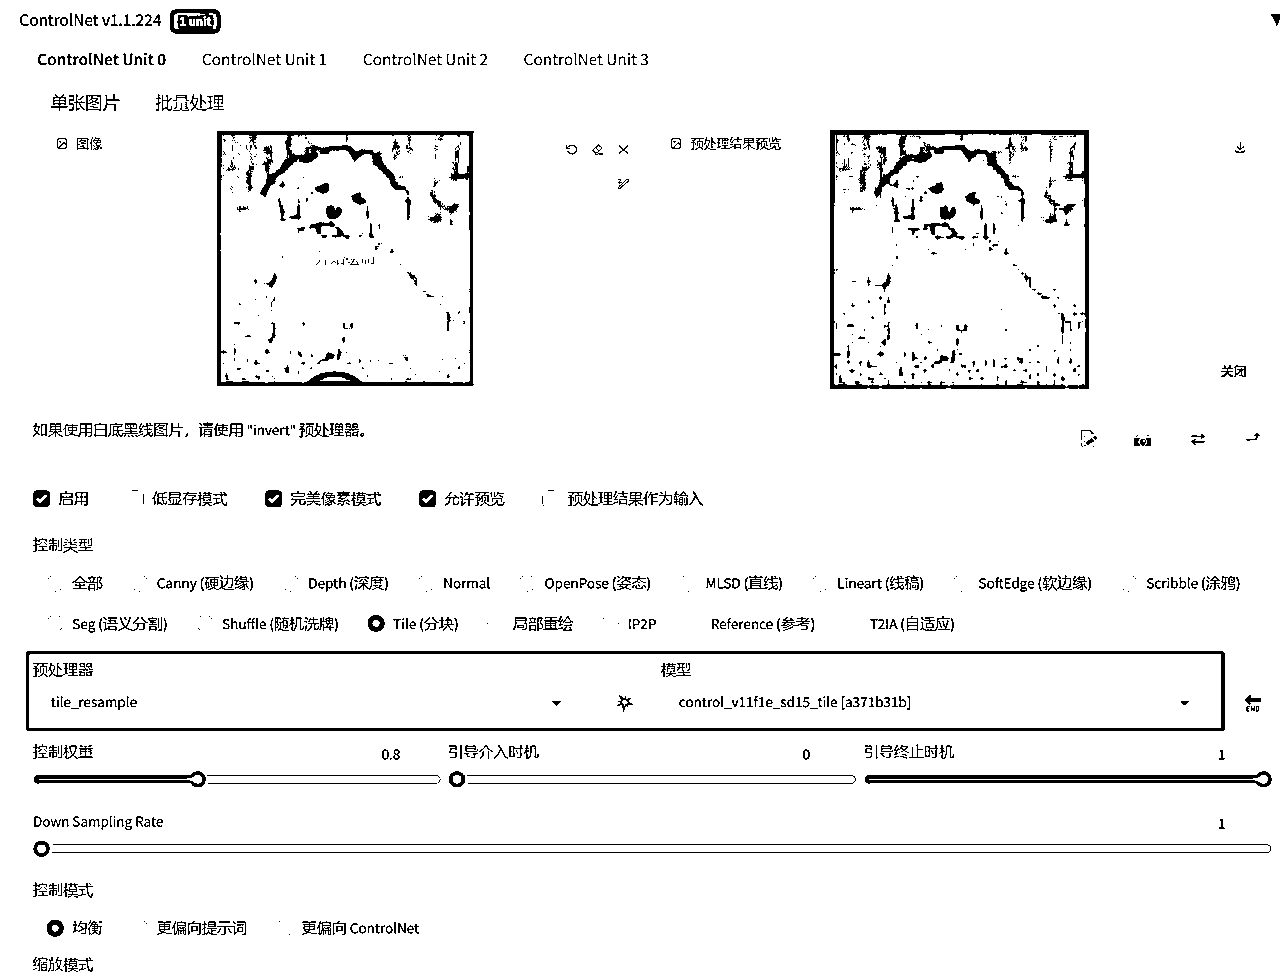 ControlNet v1.1.224 [1 unit]
ControlNet Unit 0 ControlNet Unit 1 ControlNet Unit 2 ControlNet Unit 3
单张图片 批量处理
图像 预处理结果预览
关闭
如果使用白底黑线图片，请使用 "invert" 预处理器。
启用 低显存模式 完美像素模式 允许预览 预处理结果作为输入
控制类型
全部 Canny (硬边缘) Depth (深度) Normal OpenPose (姿态) MLSD (直线) Lineart (线稿) SoftEdge (软边缘) Scribble (涂鸦)
Seg (语义分割) Shuffle (随机洗牌) Tile (分块) 局部重绘 IP2P Reference (参考) T2IA (自适应)
预处理器 模型
tile_resample control_v11f1e_sd15_tile [a371b31b]
END
控制权重 0.8 引导介入时机 0 引导终止时机 1
Down Sampling Rate 1
控制模式
均衡 更偏向提示词 更偏向 ControlNet
缩放模式